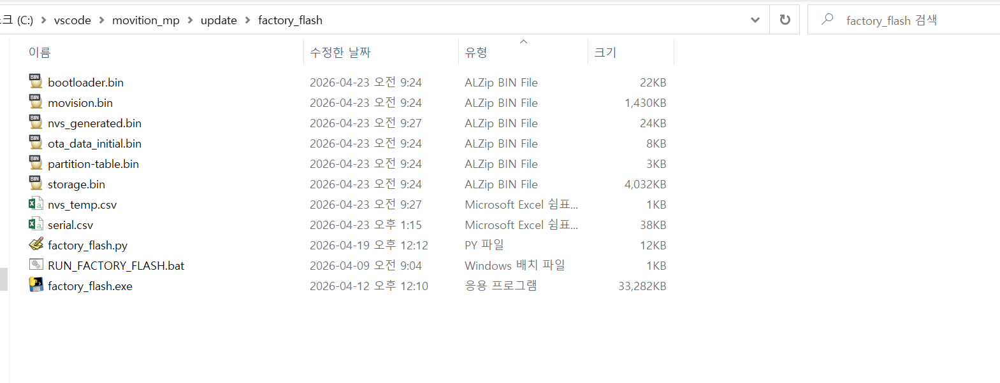 크 (C:) > vscode > movition_mp > update > factory_flash factory_flash 검색
이름 수정한 날짜 유형 크기
bootloader.bin 2026-04-23 오전 9:24 ALZip BIN File 22KB
movision.bin 2026-04-23 오전 9:24 ALZip BIN File 1,430KB
nvs_generated.bin 2026-04-23 오전 9:27 ALZip BIN File 24KB
ota_data_initial.bin 2026-04-23 오전 9:24 ALZip BIN File 8KB
partition-table.bin 2026-04-23 오전 9:24 ALZip BIN File 3KB
storage.bin 2026-04-23 오전 9:24 ALZip BIN File 4,032KB
nvs_temp.csv 2026-04-23 오전 9:27 Microsoft Excel 쉼표... 1KB
serial.csv 2026-04-23 오후 1:15 Microsoft Excel 쉼표... 38KB
factory_flash.py 2026-04-19 오후 12:12 PY 파일 12KB
RUN_FACTORY_FLASH.bat 2026-04-09 오전 9:04 Windows 배치 파일 1KB
factory_flash.exe 2026-04-12 오후 12:10 응용 프로그램 33,282KB